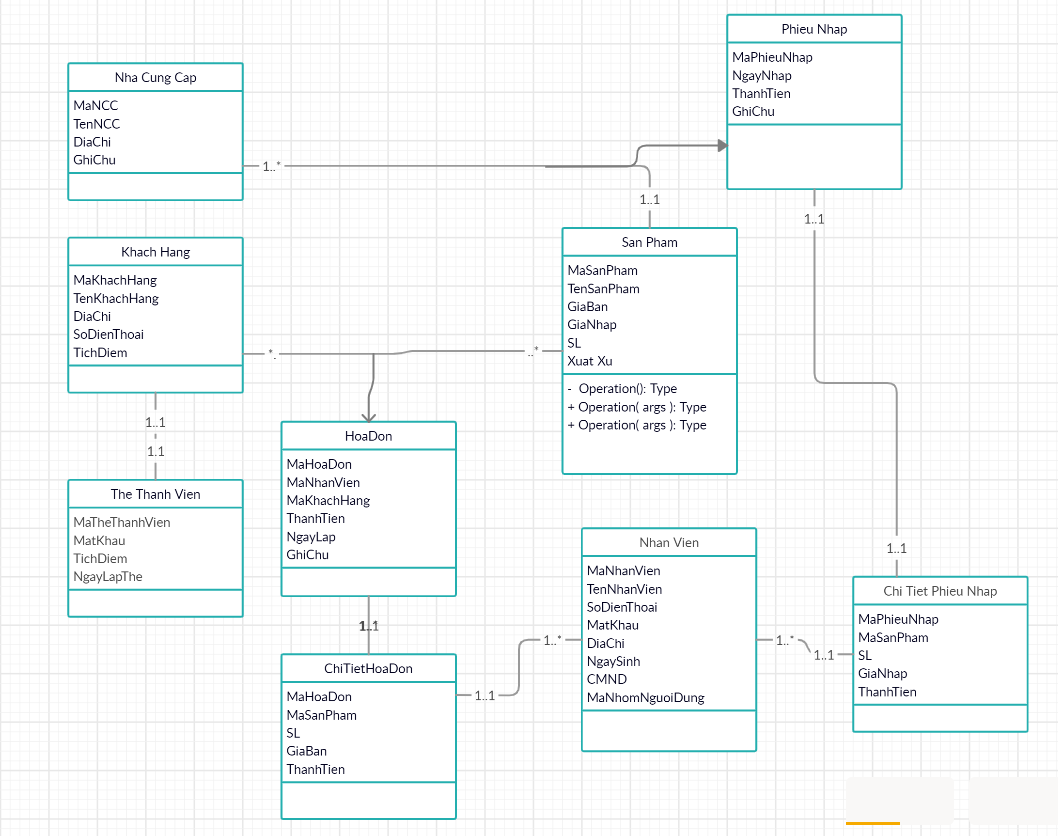 Phieu Nhap
MaPhieuNhap
NgayNhap
ThanhTien
GhiChu
Nha Cung Cap
MaNCC
TenNCC
DiaChi
GhiChu
1..*
1..1
1..1
Khach Hang
MaKhachHang
TenKhachHang
DiaChi
SoDienThoai
TichDiem
San Pham
MaSanPham
TenSanPham
GiaBan
GiaNhap
SL
Xuat Xu
- Operation(): Type
+ Operation( args ): Type
+ Operation( args ): Type
*.
..*
1..1
1.1
The Thanh Vien
MaTheThanhVien
MatKhau
TichDiem
NgayLapThe
HoaDon
MaHoaDon
MaNhanVien
MaKhachHang
ThanhTien
NgayLap
GhiChu
1..1
Nhan Vien
MaNhanVien
TenNhanVien
SoDienThoai
MatKhau
DiaChi
NgaySinh
CMND
MaNhomNguoiDung
1..1
Chi Tiet Phieu Nhap
MaPhieuNhap
MaSanPham
SL
GiaNhap
ThanhTien
1..*
1..1
1..*
1..1
ChiTietHoaDon
MaHoaDon
MaSanPham
SL
GiaBan
ThanhTien